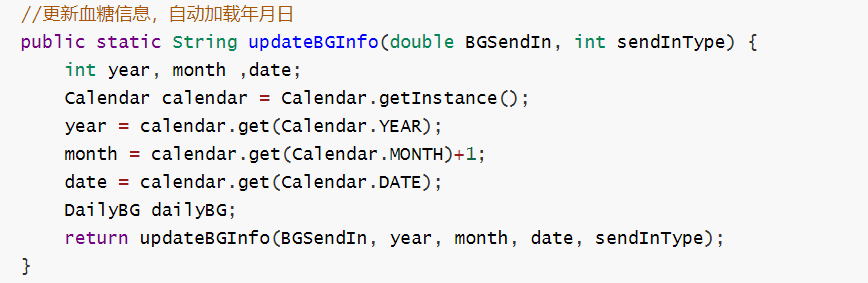 //更新血糖信息，自动加载年月日
public static String updateBGInfo(double BGSendIn, int sendInType) {
    int year, month ,date;
    Calendar calendar = Calendar.getInstance();
    year = calendar.get(Calendar.YEAR);
    month = calendar.get(Calendar.MONTH)+1;
    date = calendar.get(Calendar.DATE);
    DailyBG dailyBG;
    return updateBGInfo(BGSendIn, year, month, date, sendInType);
}